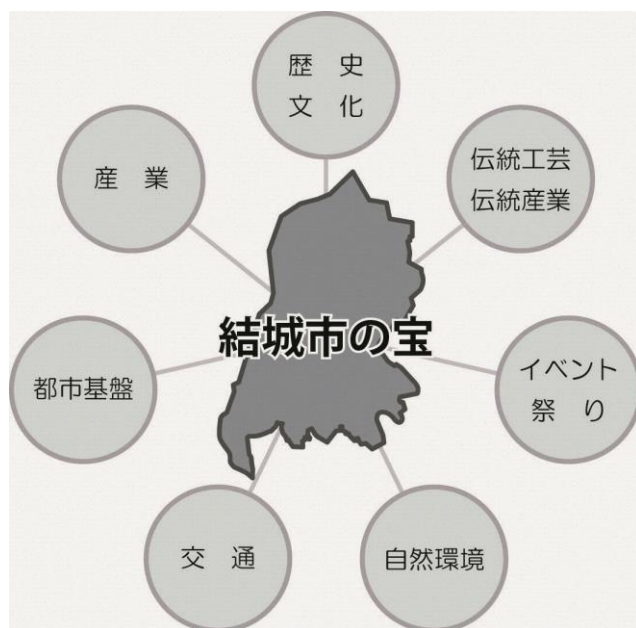 歴　史
文　化
伝統工芸
伝統産業
イベント
祭　り
自然環境
交　通
都市基盤
産　業
結城市の宝